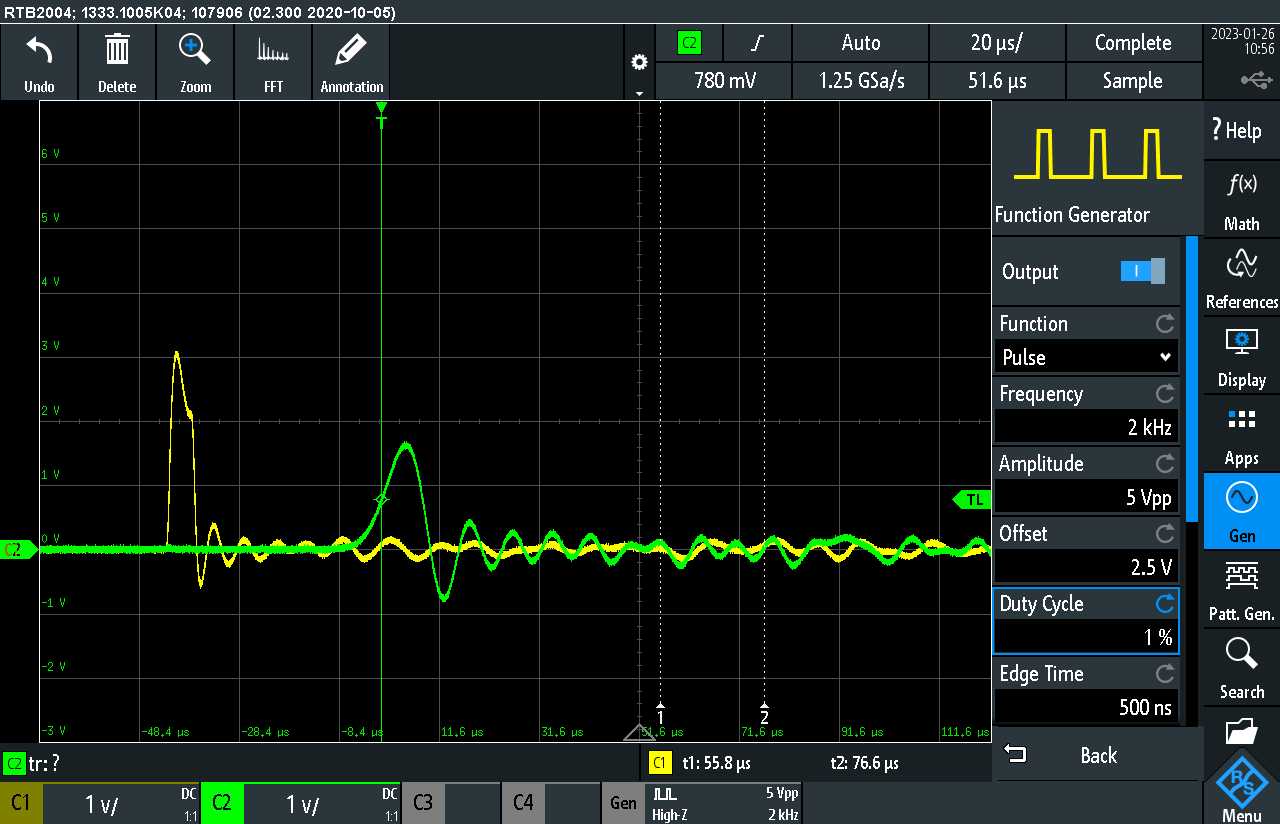 RTB2004; 1333.1005K04; 107906 (02.300 2020-10-05)
Undo
Delete
Zoom
FFT
Annotation
C2
Auto
20 µs/
Complete
780 mV
1.25 GSa/s
51.6 µs
Sample
2023-01-26
10:56
T
6 V
5 V
4 V
3 V
2 V
1 V
0 V
-1 V
-2 V
-3 V
C2
TL
1
2
-48,4 µs
-28,4 µs
-8,4 µs
11,6 µs
31,6 µs
51,6 µs
71,6 µs
91,6 µs
111,6 µs
Function Generator
Output
Function
Pulse
Frequency
2 kHz
Amplitude
5 Vpp
Offset
2.5 V
Duty Cycle
1 %
Edge Time
500 ns
Back
? Help
f(x)
Math
References
Display
Apps
Gen
Patt. Gen.
Search
R S
Menu
C2 tr: ?
C1 t1: 55.8 µs t2: 76.6 µs
C1 1 V/ DC 1:1
C2 1 V/ DC 1:1
C3
C4
Gen
5 Vpp
High-Z 2 kHz